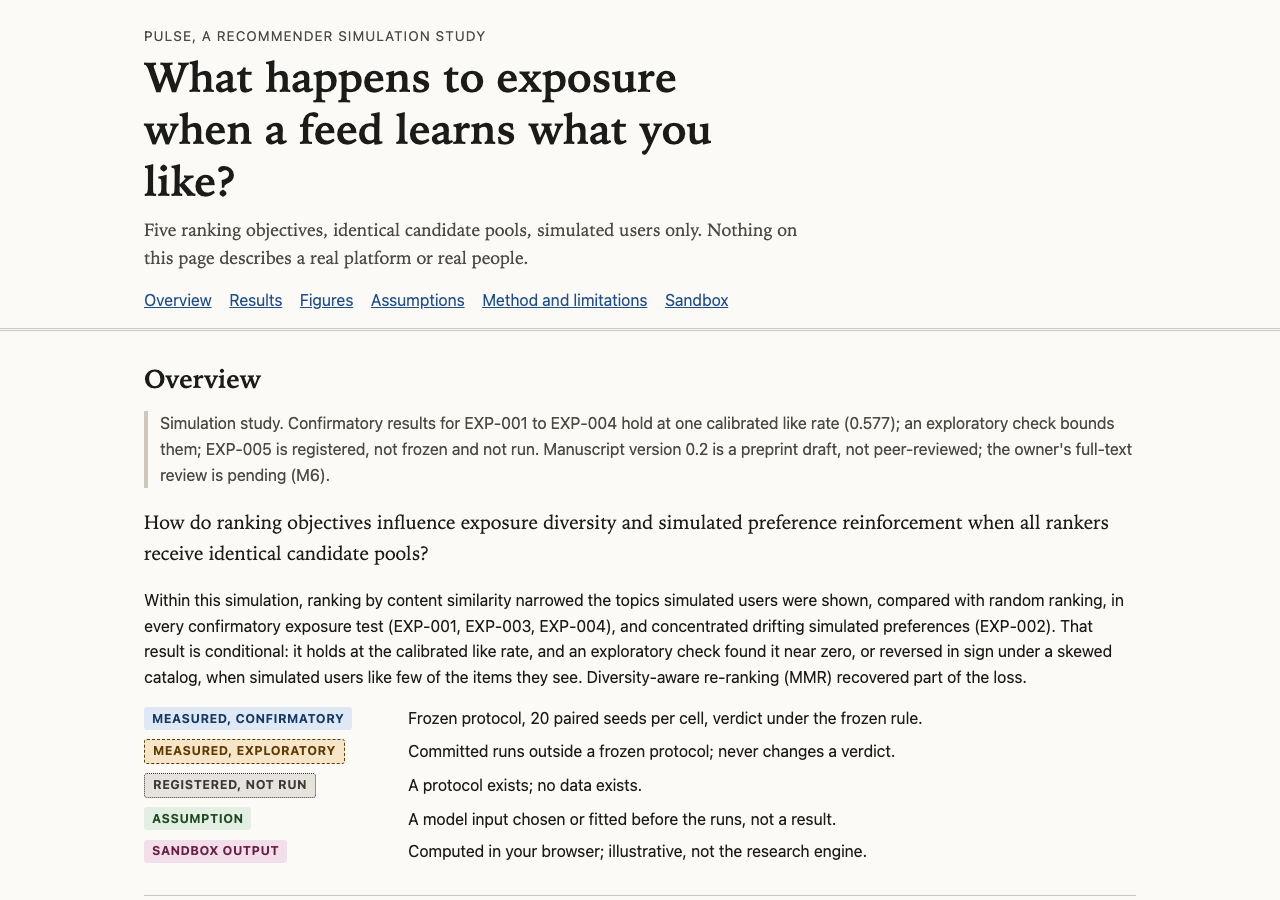 PULSE, A RECOMMENDER SIMULATION STUDY
What happens to exposure
when a feed learns what you
like?
Five ranking objectives, identical candidate pools, simulated users only. Nothing on
this page describes a real platform or real people.
Overview Results Figures Assumptions Method and limitations Sandbox
Overview
Simulation study. Confirmatory results for EXP-001 to EXP-004 hold at one calibrated like rate (0.577); an exploratory check bounds
them; EXP-005 is registered, not frozen and not run. Manuscript version 0.2 is a preprint draft, not peer-reviewed; the owner's full-text
review is pending (M6).
How do ranking objectives influence exposure diversity and simulated preference reinforcement when all rankers
receive identical candidate pools?
Within this simulation, ranking by content similarity narrowed the topics simulated users were shown, compared with random ranking, in
every confirmatory exposure test (EXP-001, EXP-003, EXP-004), and concentrated drifting simulated preferences (EXP-002). That
result is conditional: it holds at the calibrated like rate, and an exploratory check found it near zero, or reversed in sign under a skewed
catalog, when simulated users like few of the items they see. Diversity-aware re-ranking (MMR) recovered part of the loss.
MEASURED, CONFIRMATORY Frozen protocol, 20 paired seeds per cell, verdict under the frozen rule.
MEASURED, EXPLORATORY Committed runs outside a frozen protocol; never changes a verdict.
REGISTERED, NOT RUN A protocol exists; no data exists.
ASSUMPTION A model input chosen or fitted before the runs, not a result.
SANDBOX OUTPUT Computed in your browser; illustrative, not the research engine.